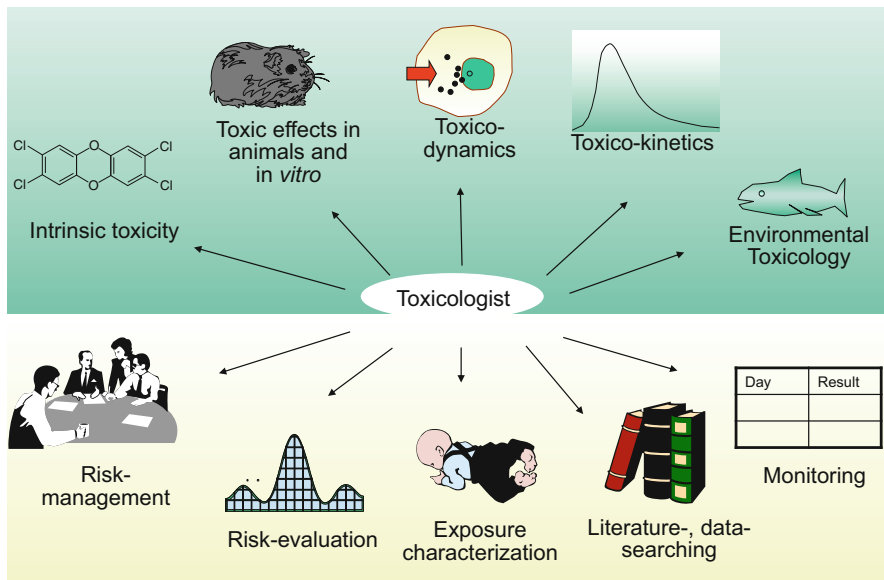 Cl
Cl
Cl
Cl
O
O
Intrinsic toxicity
Toxic effects in
animals and
in vitro
Toxico-
dynamics
Toxico-kinetics
Environmental
Toxicology
Toxicologist
Risk-
management
Risk-evaluation
Exposure
characterization
Literature-, data-
searching
Day Result
Monitoring